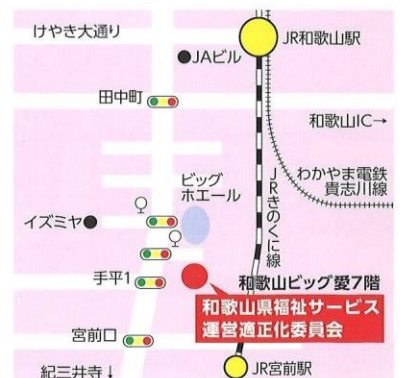 けやき大通り
JR和歌山駅
●JAビル
田中町
和歌山IC→
わかやま電鉄
貴志川線
JRきのくに線
ビッグ
ホエール
イズミヤ●
手平1
和歌山ビッグ愛7階
和歌山県福祉サービス
運営適正化委員会
宮前口
紀三井寺↓
JR宮前駅